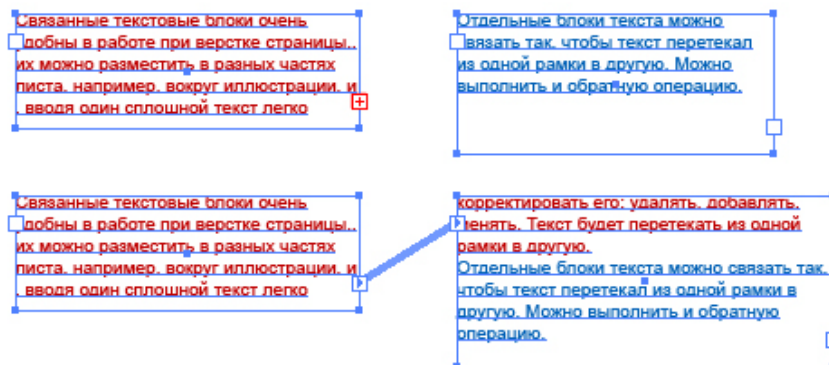 Связанные текстовые блоки очень
удобны в работе при верстке страницы.,
их можно разместить в разных частях
листа, например, вокруг иллюстрации, и
, вводя один сплошной текст легко
Отдельные блоки текста можно
связать так, чтобы текст перетекал
из одной рамки в другую. Можно
выполнить и обратную операцию.
Связанные текстовые блоки очень
удобны в работе при верстке страницы.,
их можно разместить в разных частях
листа, например, вокруг иллюстрации, и
, вводя один сплошной текст легко
корректировать его: удалять, добавлять,
менять. Текст будет перетекать из одной
рамки в другую.
Отдельные блоки текста можно связать так,
чтобы текст перетекал из одной рамки в
другую. Можно выполнить и обратную
операцию.